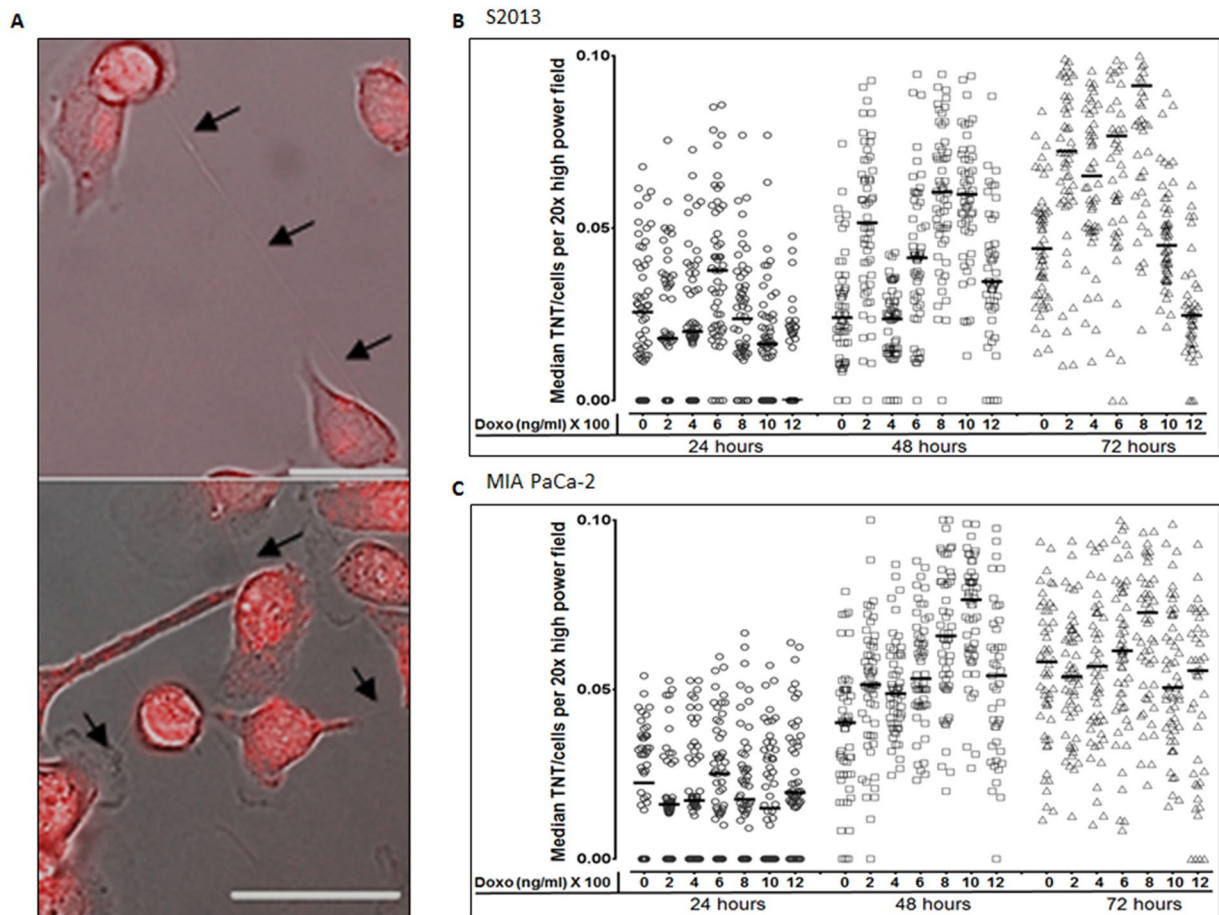 A
B S2013
Median TNT/cells per 20x high power field
0.10
0.05
0.00
Doxo (ng/ml) X 100 0 2 4 6 8 10 12 0 2 4 6 8 10 12 0 2 4 6 8 10 12
24 hours 48 hours 72 hours
C MIA PaCa-2
Median TNT/cells per 20x high power field
0.10
0.05
0.00
Doxo (ng/ml) X 100 0 2 4 6 8 10 12 0 2 4 6 8 10 12 0 2 4 6 8 10 12
24 hours 48 hours 72 hours